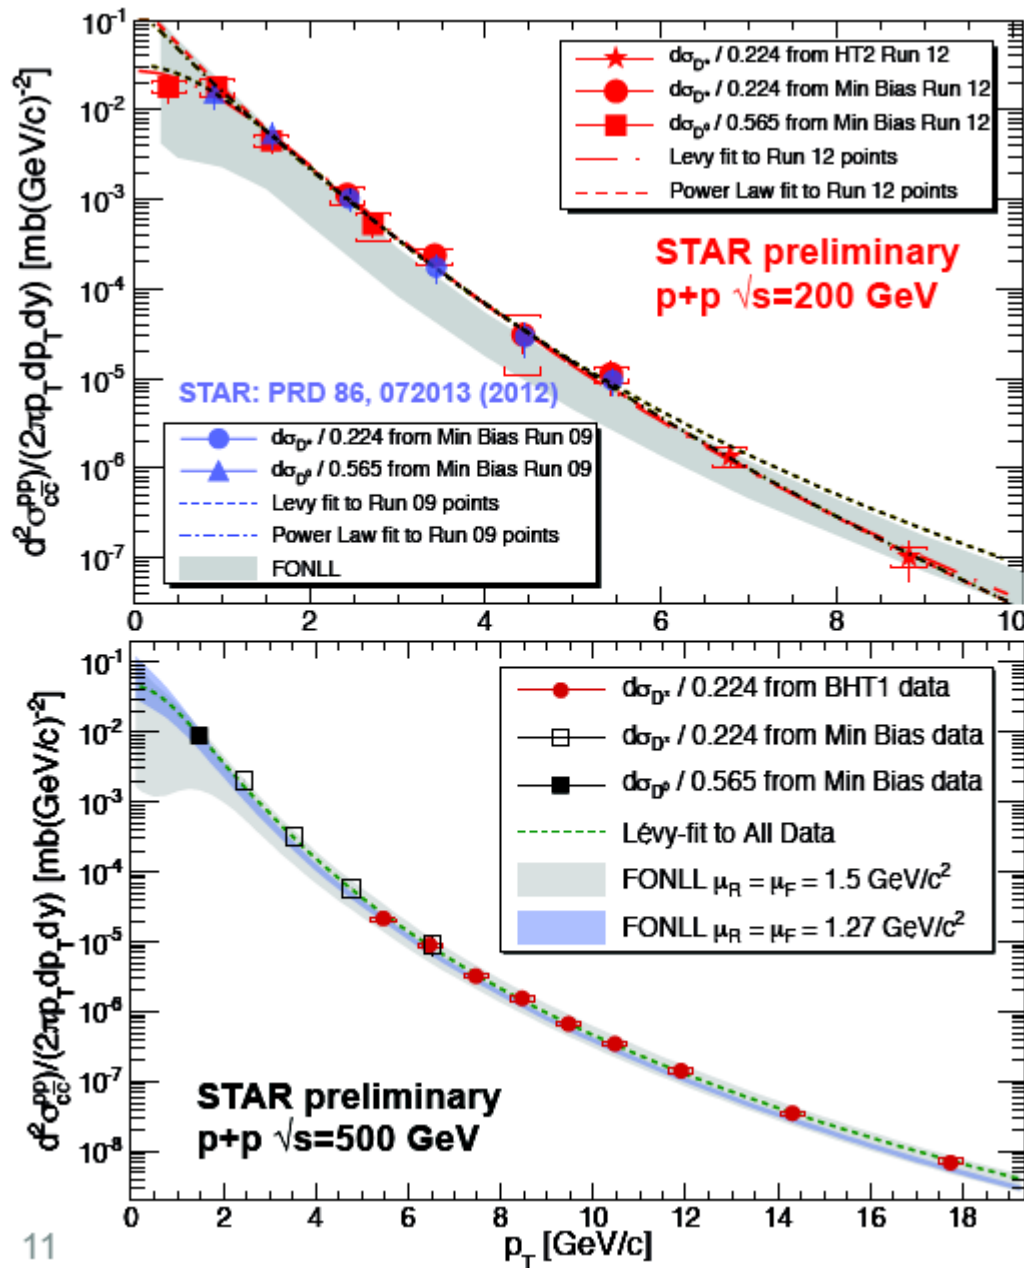 d²σ^pp_cc̄/(2πp_T dp_T dy) [mb(GeV/c)⁻²]
10⁻¹
10⁻²
10⁻³
10⁻⁴
10⁻⁵
10⁻⁶
10⁻⁷
dσ_D* / 0.224 from HT2 Run 12
dσ_D* / 0.224 from Min Bias Run 12
dσ_D⁰ / 0.565 from Min Bias Run 12
Levy fit to Run 12 points
Power Law fit to Run 12 points
STAR preliminary
p+p √s=200 GeV
STAR: PRD 86, 072013 (2012)
dσ_D* / 0.224 from Min Bias Run 09
dσ_D⁰ / 0.565 from Min Bias Run 09
Levy fit to Run 09 points
Power Law fit to Run 09 points
FONLL
0 2 4 6 8 10
d²σ^pp_cc̄/(2πp_T dp_T dy) [mb(GeV/c)⁻²]
10⁻¹
10⁻²
10⁻³
10⁻⁴
10⁻⁵
10⁻⁶
10⁻⁷
10⁻⁸
dσ_D* / 0.224 from BHT1 data
dσ_D* / 0.224 from Min Bias data
dσ_D⁰ / 0.565 from Min Bias data
Lévy-fit to All Data
FONLL μ_R = μ_F = 1.5 GeV/c²
FONLL μ_R = μ_F = 1.27 GeV/c²
STAR preliminary
p+p √s=500 GeV
0 2 4 6 8 10 12 14 16 18
p_T [GeV/c]
11